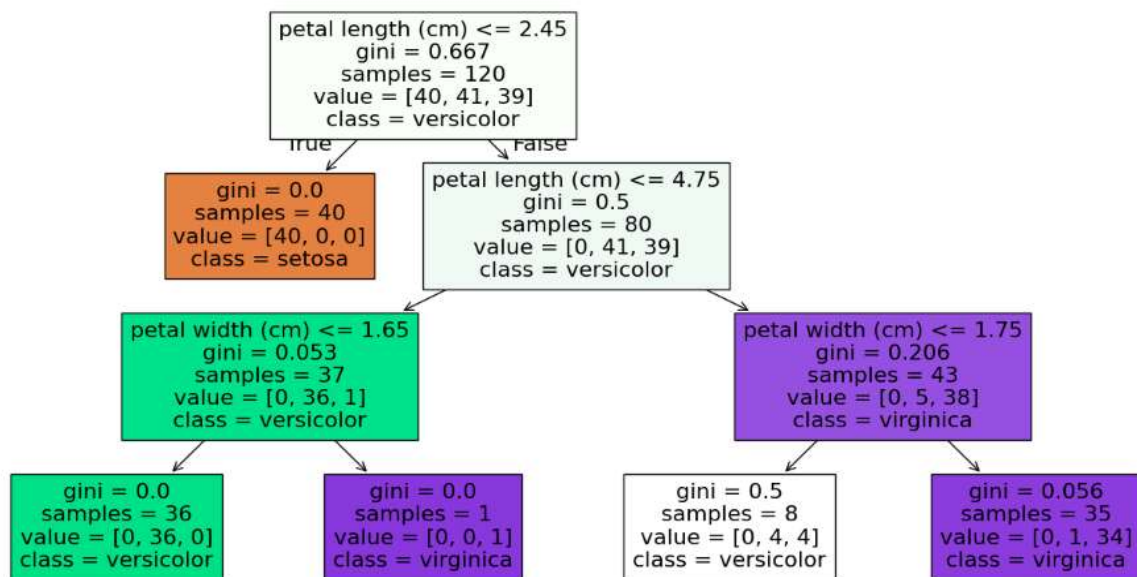 petal length (cm) <= 2.45
gini = 0.667
samples = 120
value = [40, 41, 39]
class = versicolor
True
False
gini = 0.0
samples = 40
value = [40, 0, 0]
class = setosa
petal length (cm) <= 4.75
gini = 0.5
samples = 80
value = [0, 41, 39]
class = versicolor
petal width (cm) <= 1.65
gini = 0.053
samples = 37
value = [0, 36, 1]
class = versicolor
petal width (cm) <= 1.75
gini = 0.206
samples = 43
value = [0, 5, 38]
class = virginica
gini = 0.0
samples = 36
value = [0, 36, 0]
class = versicolor
gini = 0.0
samples = 1
value = [0, 0, 1]
class = virginica
gini = 0.5
samples = 8
value = [0, 4, 4]
class = versicolor
gini = 0.056
samples = 35
value = [0, 1, 34]
class = virginica